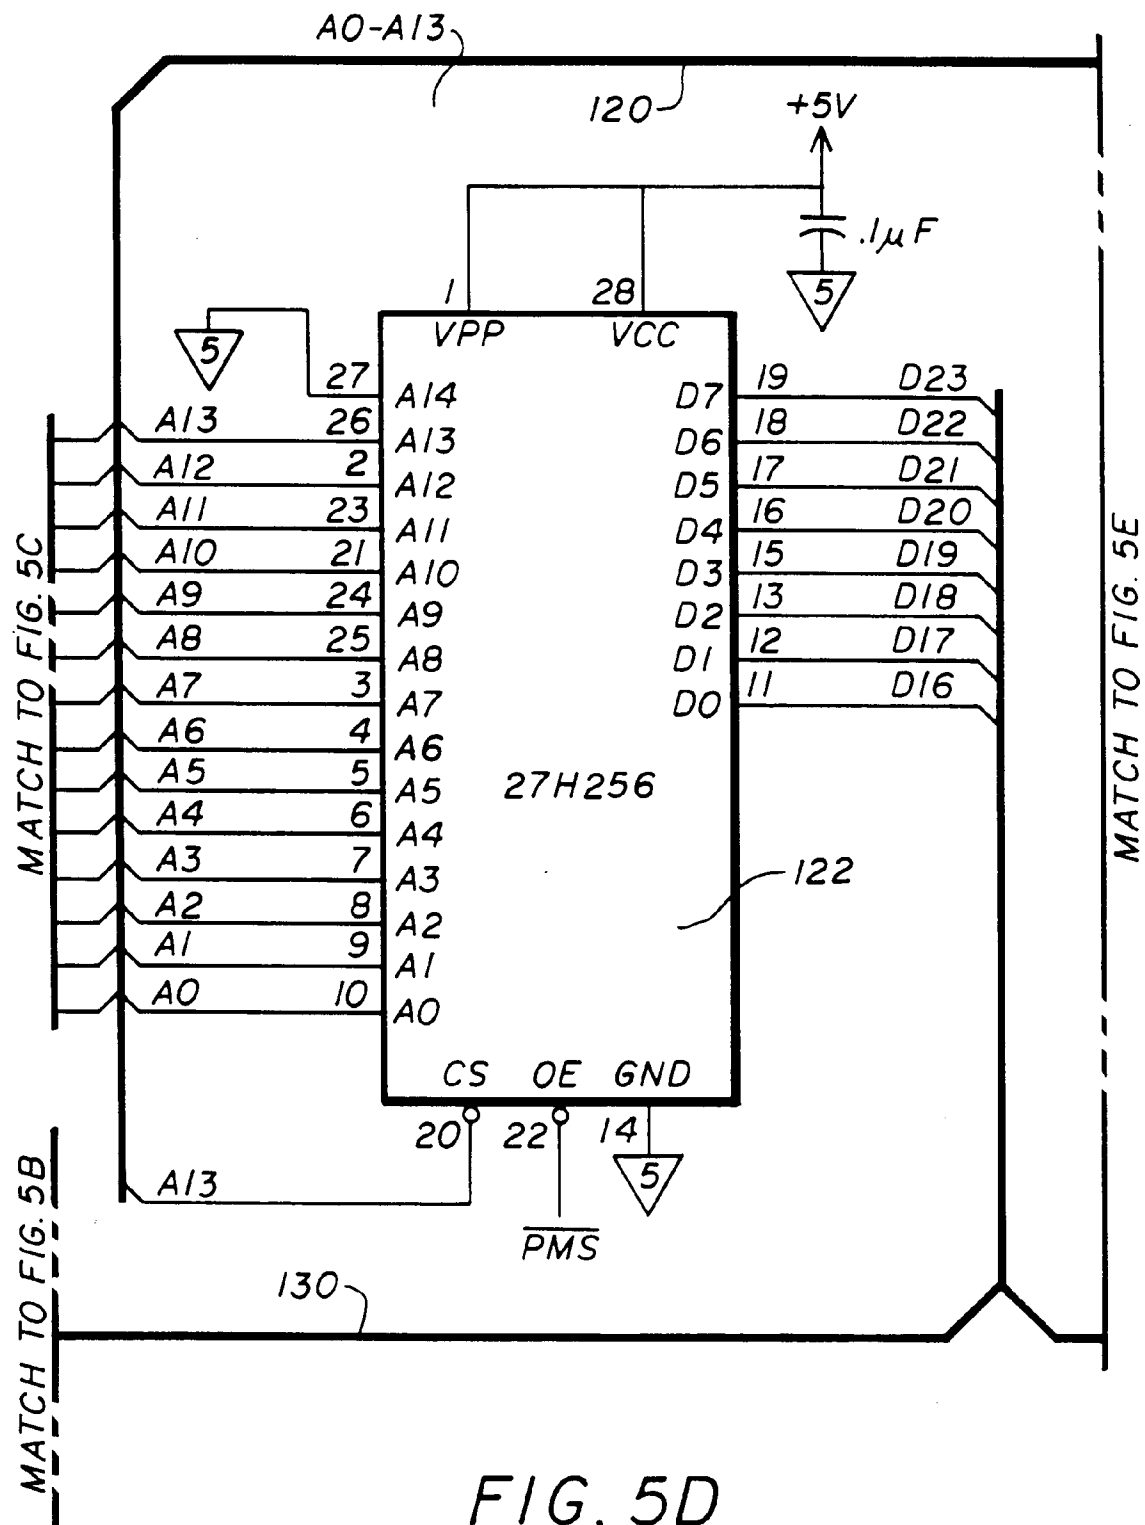 A0-A13
120
+5V
.1µF
5
1
28
VPP
VCC
5
27
A14
A13
26
A13
A12
2
A12
A11
23
A11
A10
21
A10
A9
24
A9
A8
25
A8
A7
3
A7
A6
4
A6
A5
5
A5
A4
6
A4
A3
7
A3
A2
8
A2
A1
9
A1
A0
10
A0
D7
19
D23
D6
18
D22
D5
17
D21
D4
16
D20
D3
15
D19
D2
13
D18
D1
12
D17
D0
11
D16
27H256
122
CS
OE
GND
20
22
14
5
A13
PMS
130
MATCH TO FIG. 5C
MATCH TO FIG. 5B
MATCH TO FIG. 5E
FIG. 5D